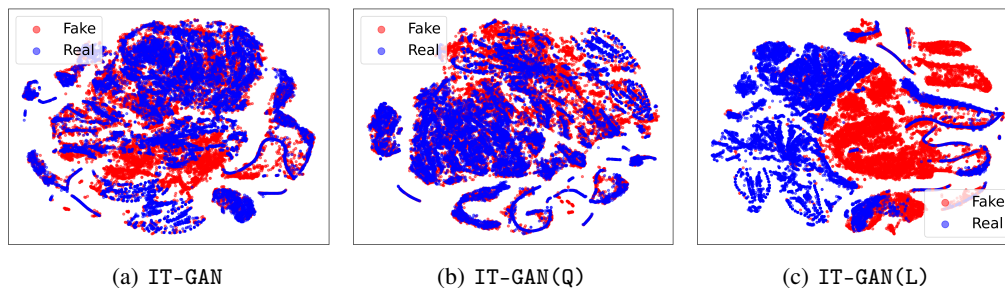 Fake
Real
Fake
Real
Fake
Real
(a) IT-GAN
(b) IT-GAN(Q)
(c) IT-GAN(L)